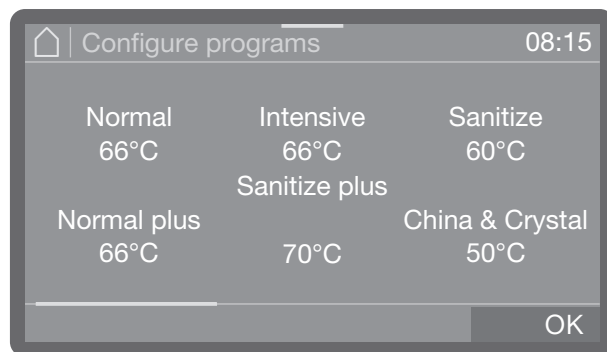 Configure programs 08:15
Normal Intensive Sanitize
66°C 66°C 60°C
Sanitize plus
Normal plus China & Crystal
66°C 70°C 50°C
OK